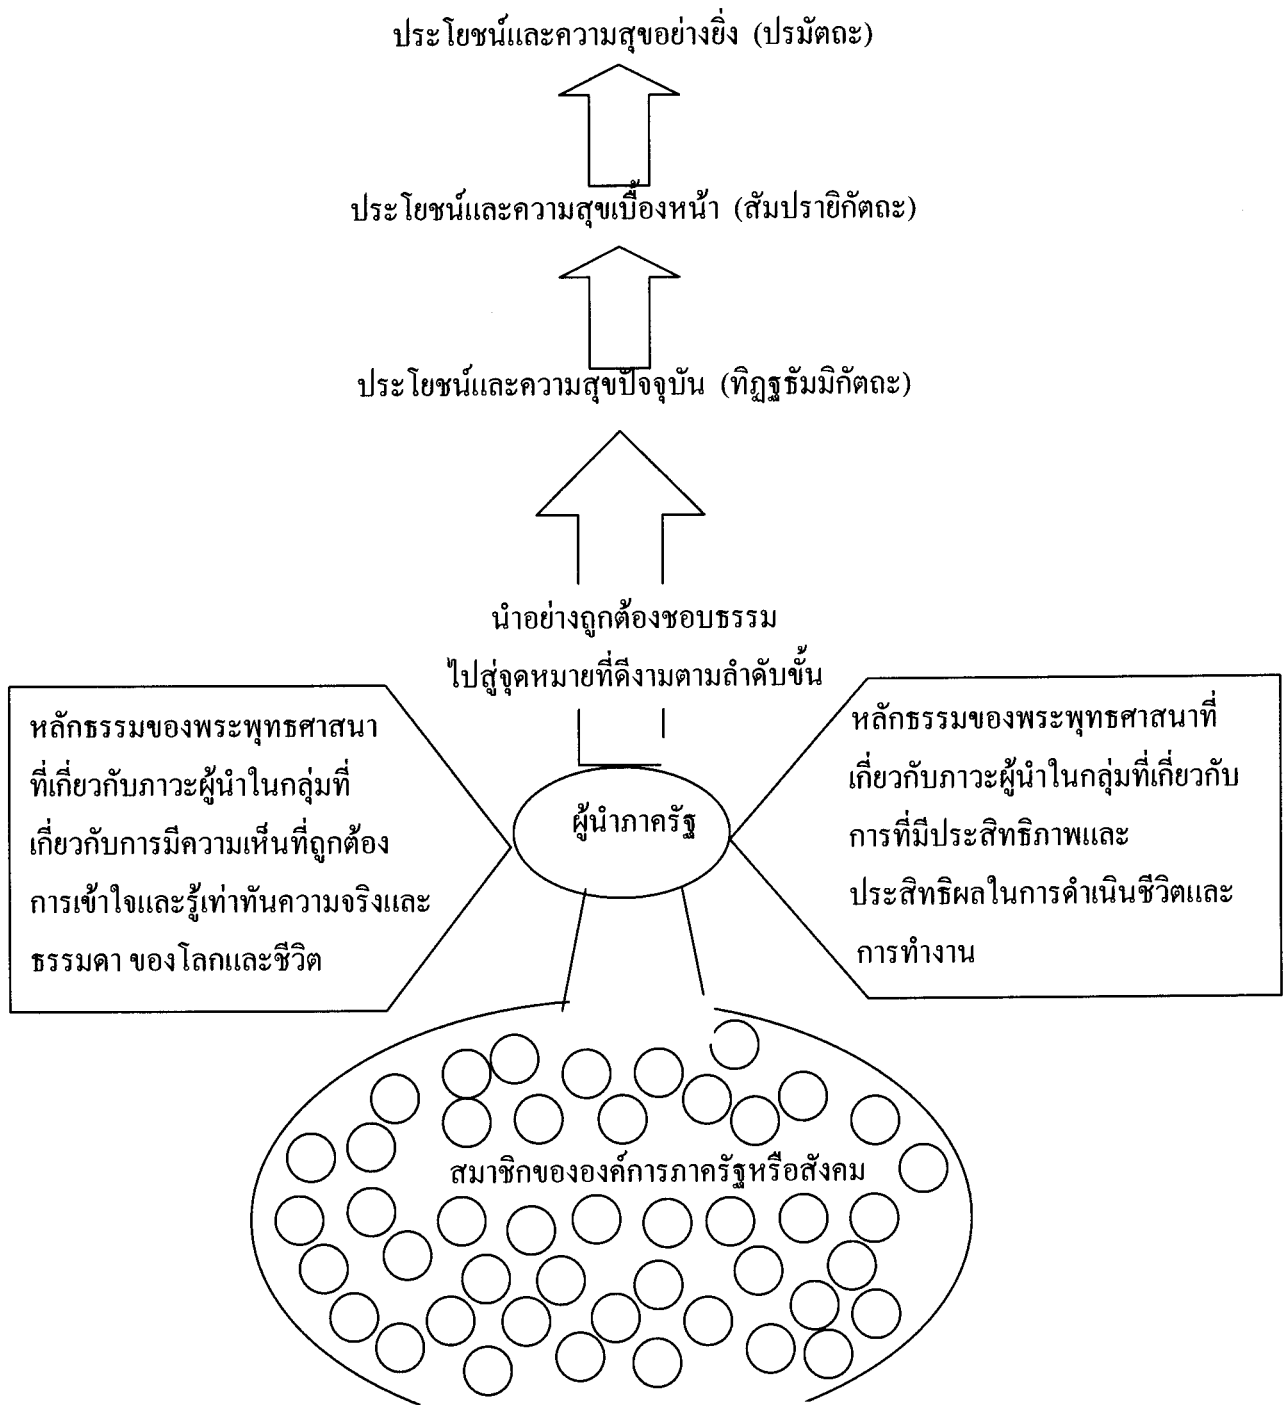 ประโยชน์และความสุขอย่างยิ่ง (ปรมัตถะ)
ประโยชน์และความสุขเบื้องหน้า (สัมปรายิกัตถะ)
ประโยชน์และความสุขปัจจุบัน (ทิฏฐธัมมิกัตถะ)
นำอย่างถูกต้องชอบธรรม
ไปสู่จุดหมายที่ดีงามตามลำดับขั้น
หลักธรรมของพระพุทธศาสนา
ที่เกี่ยวกับภาวะผู้นำในกลุ่มที่
เกี่ยวกับการมีความเห็นที่ถูกต้อง
การเข้าใจและรู้เท่าทันความจริงและ
ธรรมดา ของโลกและชีวิต
ผู้นำภาครัฐ
หลักธรรมของพระพุทธศาสนาที่
เกี่ยวกับภาวะผู้นำในกลุ่มที่เกี่ยวกับ
การที่มีประสิทธิภาพและ
ประสิทธิผลในการดำเนินชีวิตและ
การทำงาน
สมาชิกขององค์การภาครัฐหรือสังคม